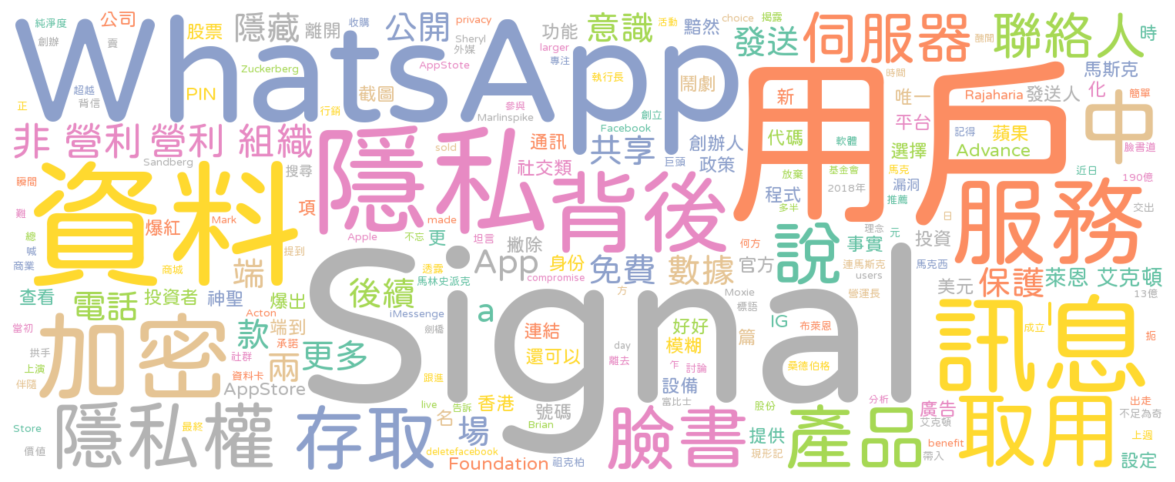 WhatsApp
Signal
用戶
資料
隱私
背後
服務
訊息
取用
加密
隱私權
存取
臉書
產品
伺服器
聯絡人
中
說
非 營利 營利 組織
純淨度
公司
創辦
賣
股票
隱藏
離開
公開
收購
privacy
Sheryl
外媒
AppStote
larger
專注
功能
意識
活動
執行長
choice
黯然
揭露
發送
臉開
時
超越
背信
Zuckerberg
PIN
行銷
截圖
參與
Marlinspike
創立
Facebook
鬧劇
新
時間
唯一
Rajaharia
馬斯克
發送人
化
簡單
正
Sandberg
搜尋
sold
通訊
社交類
共享
巨頭
創辦人
政策
代碼
軟體
記得
平台
蘋果
選擇
Advance
臉書道
基金會
馬克
放棄
程式
漏洞
2018年
推薦
多半
近日
190億
交出
瞬間
剩
爆紅
Mark
項
made
總
喊
提到
Apple
不忘
坦言
更
撤除
事實
理念
元
日
投資
何方
官方
連馬斯克
users
馬克西
保護
萊恩 艾克頓
商業
商城
端
透露
馬林史派克
App
身份
compromise
免費
數據
Moxie
營運長
美元
13億
查看
電話
投資者
神聖
爆出
後續
iMessenge
a
方
標語
I
當初
Acton
款
端到
承諾
劍橋
連結
好好
模糊
IG
布萊恩
篇
成立
扼
拱手
上演
社群
兩
更多
還可以
day
離去
乍
討論
桑德伯格
伴隨
資料卡
AppStore
跟進
設備
富比士
名
live
告訴
香港
號碼
股份
分析
艾克頓
廣告
出走
不足為奇
Store
最終
場
Brian
提供
上週
價值
deletefacebook
Foundation
祖克柏
現形記
benefit
帶入
設定